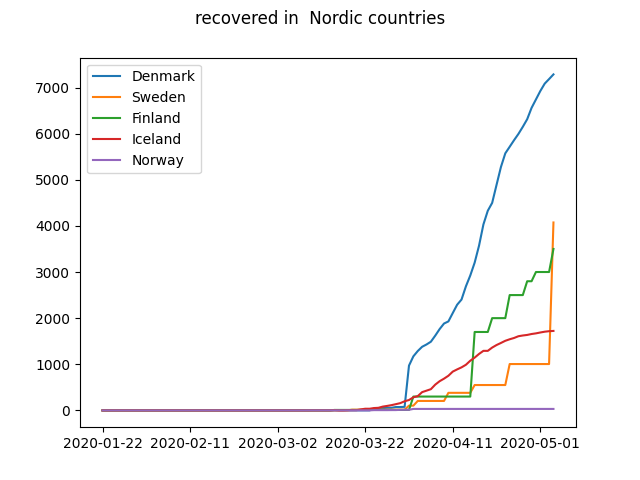 recovered in  Nordic countries
Denmark
Sweden
Finland
Iceland
Norway
7000
6000
5000
4000
3000
2000
1000
0
2020-01-22 2020-02-11 2020-03-02 2020-03-22 2020-04-11 2020-05-01